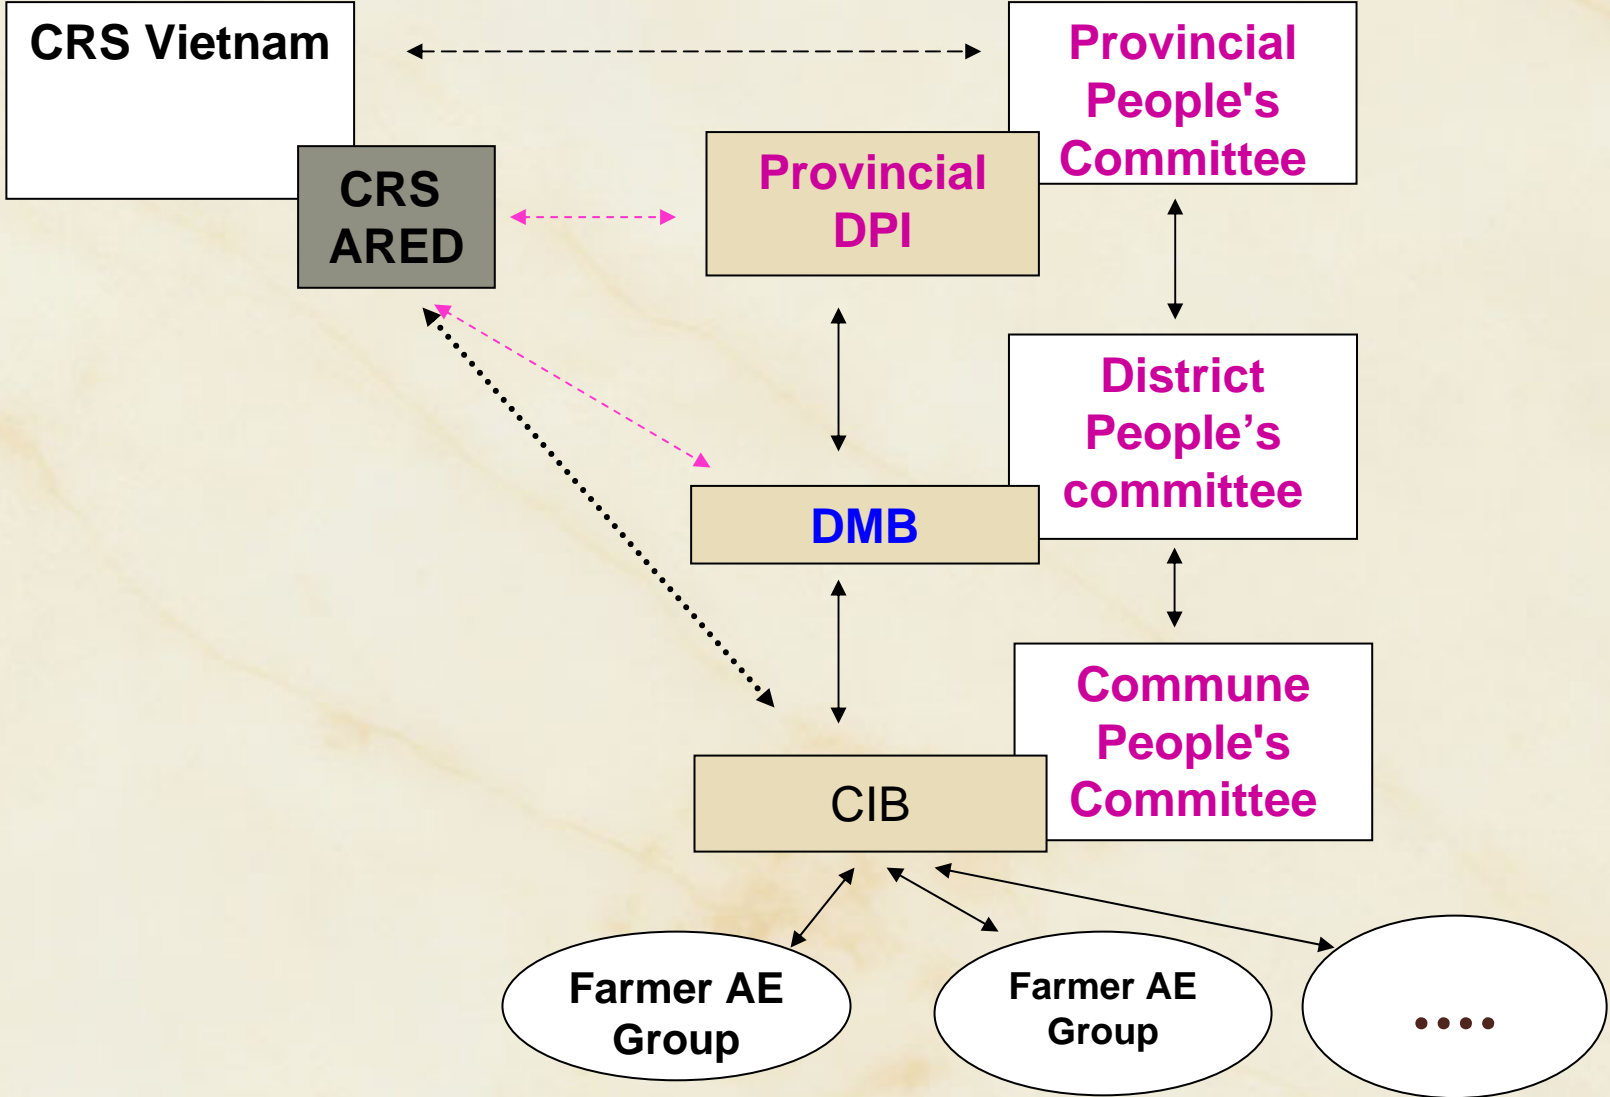 CRS Vietnam
Provincial
People's
Committee
CRS
ARED
Provincial
DPI
District
People’s
committee
DMB
Commune
People's
Committee
CIB
Farmer AE
Group
Farmer AE
Group
....